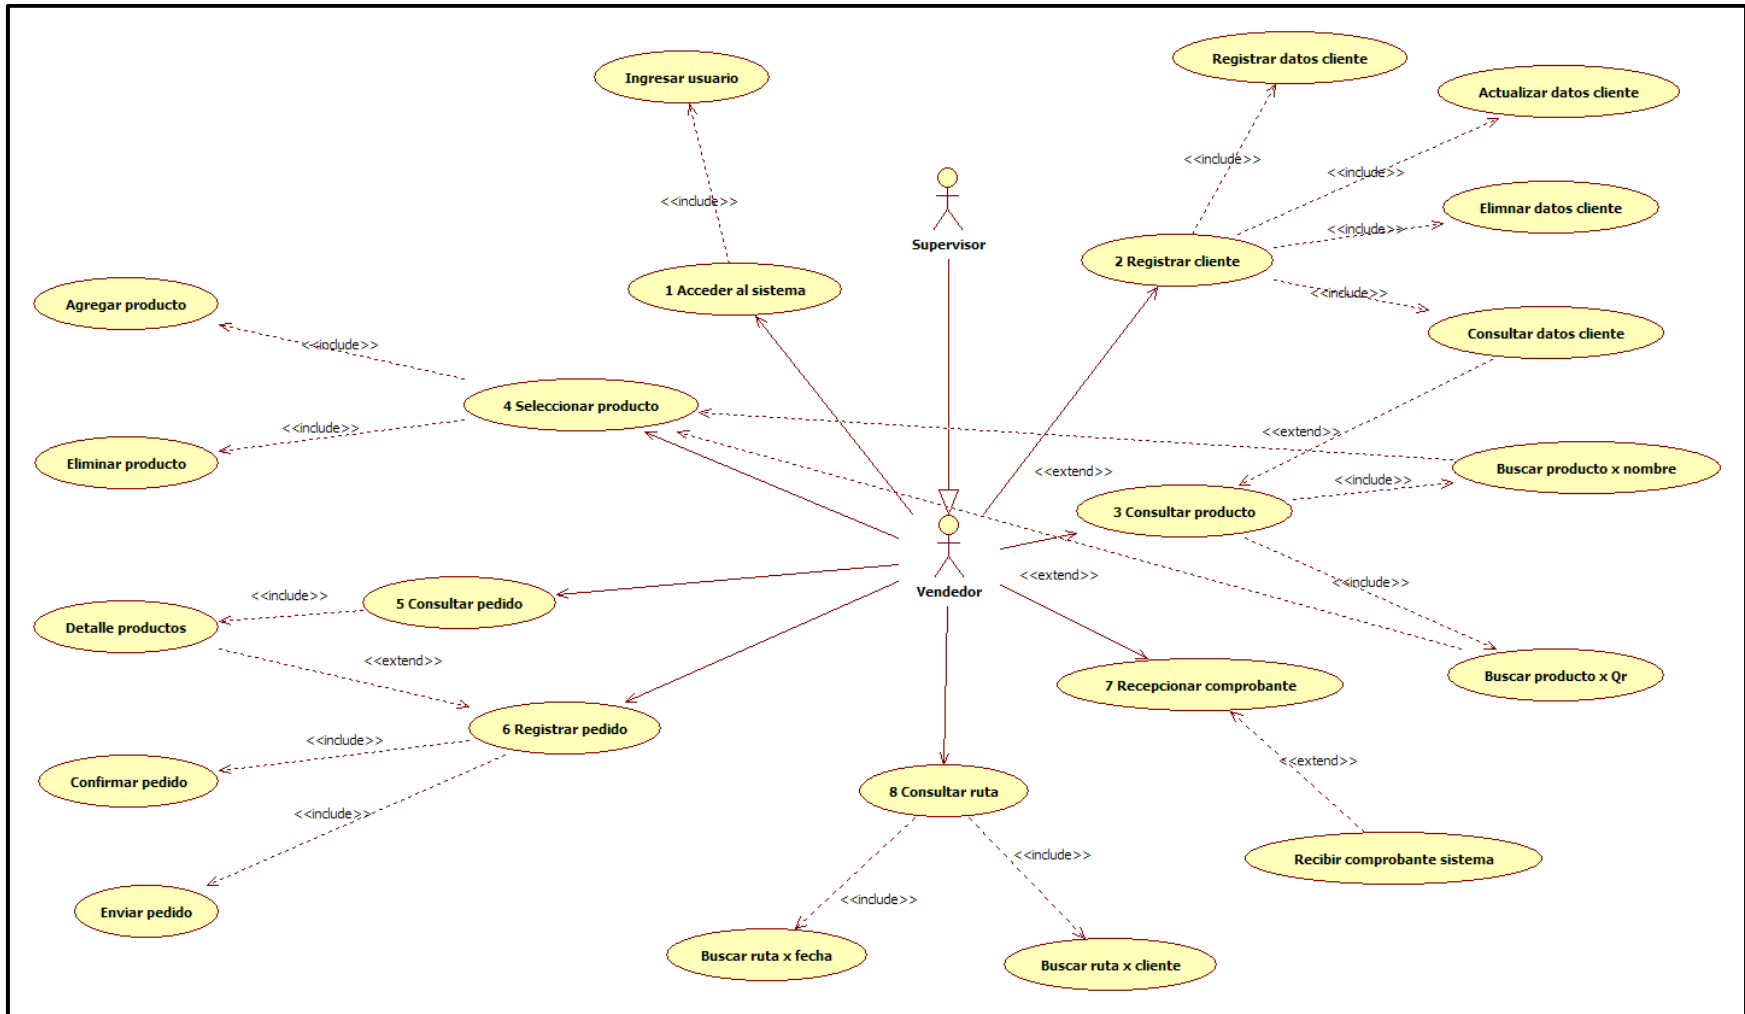 Registrar datos cliente
Ingresar usuario
Actualizar datos cliente
<<include>>
<<include>>
<<include>>
Elimnar datos cliente
<<include>>
Supervisor
2 Registrar cliente
1 Acceder al sistema
<<include>>
Agregar producto
Consultar datos cliente
<<include>>
4 Seleccionar producto
<<include>>
<<extend>>
Eliminar producto
Buscar producto x nombre
<<extend>>
<<include>>
3 Consultar producto
<<extend>>
<<include>>
Vendedor
<<include>>
5 Consultar pedido
Detalle productos
<<extend>>
Buscar producto x Qr
7 Recepcionar comprobante
6 Registrar pedido
<<include>>
<<extend>>
Confirmar pedido
8 Consultar ruta
<<include>>
<<include>>
Recibir comprobante sistema
<<include>>
Enviar pedido
Buscar ruta x fecha
Buscar ruta x cliente